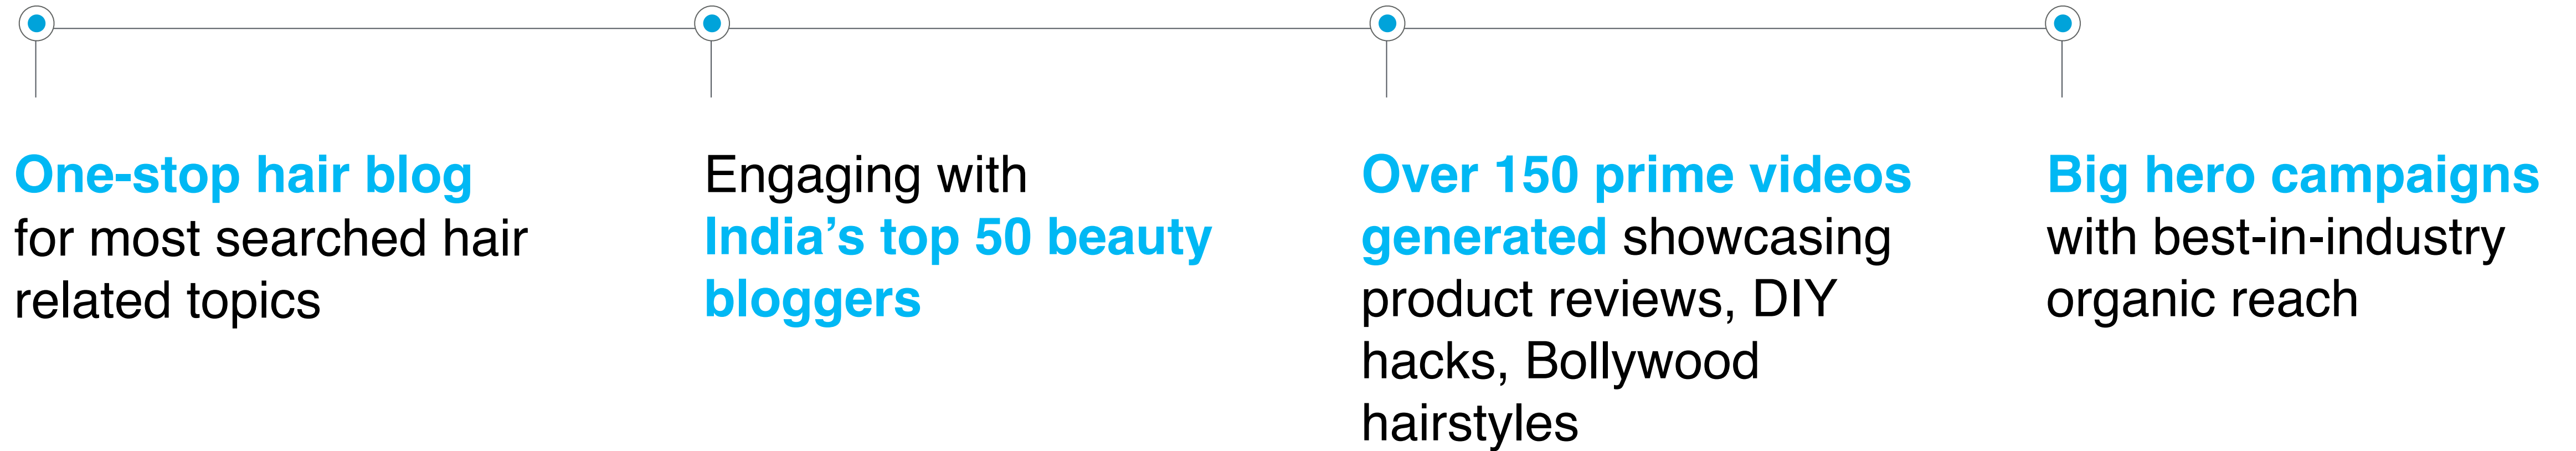 One-stop hair blog
for most searched hair
related topics
Engaging with
India’s top 50 beauty
bloggers
Over 150 prime videos
generated showcasing
product reviews, DIY
hacks, Bollywood
hairstyles
Big hero campaigns
with best-in-industry
organic reach